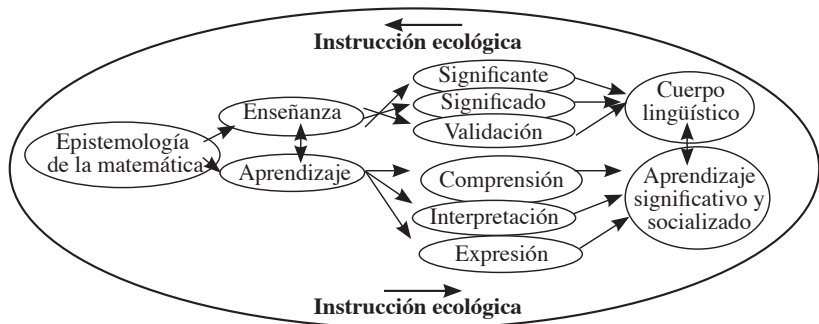 Instrucción ecológica
Significante
Enseñanza
Significado
Validación
Cuerpo
lingüístico
Epistemología
de la matemática
Aprendizaje
Comprensión
Interpretación
Expresión
Aprendizaje
significativo y
socializado
Instrucción ecológica